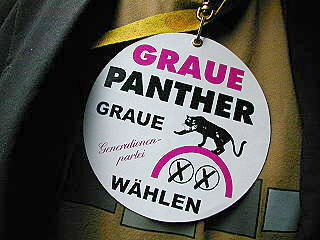 GRAUE
PANTHER
GRAUE
Generationen-
partei
WÄHLEN